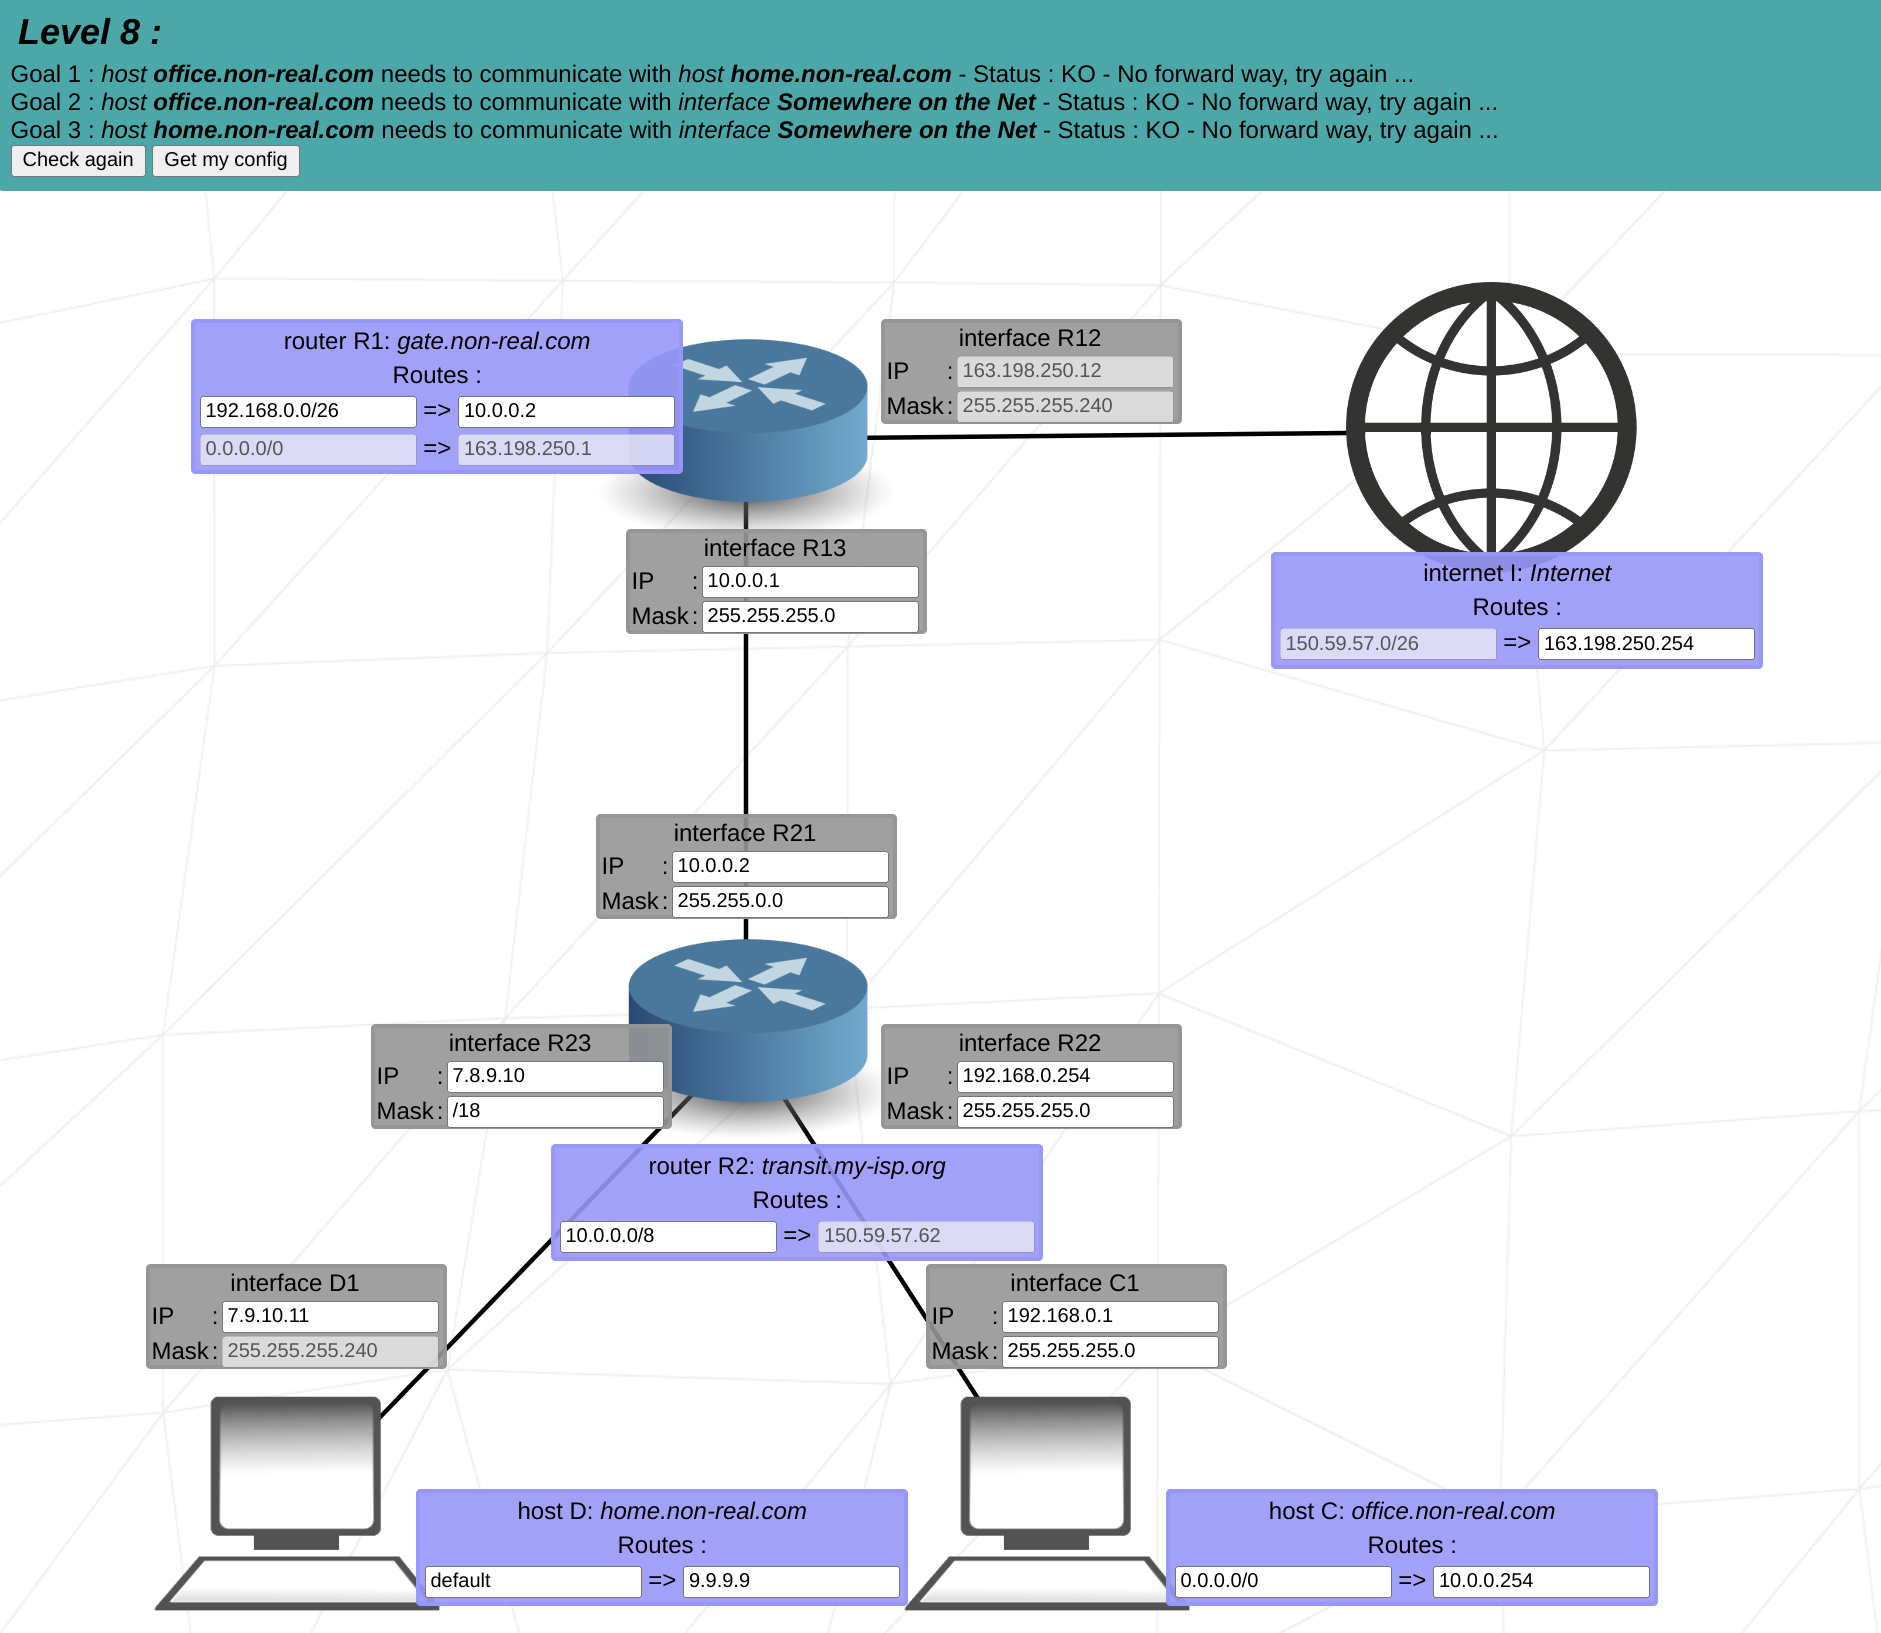 Level 8 :
Goal 1 : host office.non-real.com needs to communicate with host home.non-real.com - Status : KO - No forward way, try again ...
Goal 2 : host office.non-real.com needs to communicate with interface Somewhere on the Net - Status : KO - No forward way, try again ...
Goal 3 : host home.non-real.com needs to communicate with interface Somewhere on the Net - Status : KO - No forward way, try again ...
Check again Get my config
router R1: gate.non-real.com
Routes :
192.168.0.0/26 => 10.0.0.2
0.0.0.0/0 => 163.198.250.1
interface R12
IP : 163.198.250.12
Mask : 255.255.255.240
interface R13
IP : 10.0.0.1
Mask : 255.255.255.0
internet I: Internet
Routes :
150.59.57.0/26 => 163.198.250.254
interface R21
IP : 10.0.0.2
Mask : 255.255.0.0
interface R23
IP : 7.8.9.10
Mask : /18
interface R22
IP : 192.168.0.254
Mask : 255.255.255.0
router R2: transit.my-isp.org
Routes :
10.0.0.0/8 => 150.59.57.62
interface D1
IP : 7.9.10.11
Mask : 255.255.255.240
interface C1
IP : 192.168.0.1
Mask : 255.255.255.0
host D: home.non-real.com
Routes :
default => 9.9.9.9
host C: office.non-real.com
Routes :
0.0.0.0/0 => 10.0.0.254